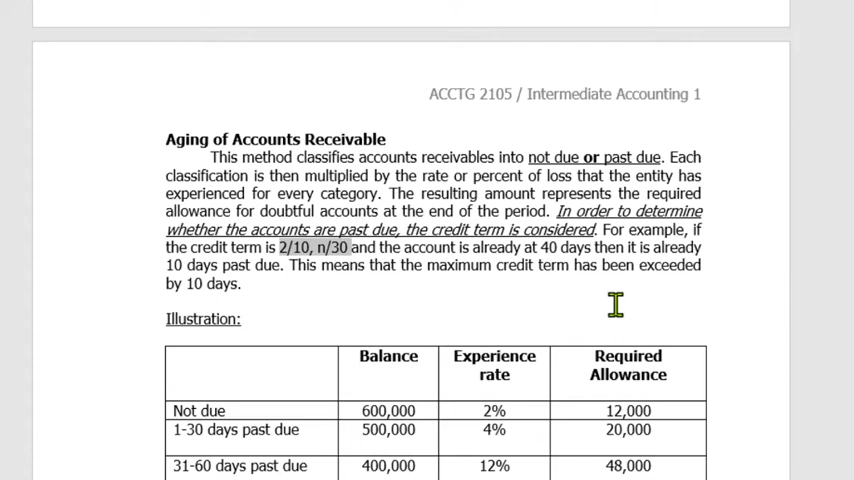 ACCTG 2105 / Intermediate Accounting 1
Aging of Accounts Receivable
This method classifies accounts receivables into not due or past due. Each
classification is then multiplied by the rate or percent of loss that the entity has
experienced for every category. The resulting amount represents the required
allowance for doubtful accounts at the end of the period. In order to determine
whether the accounts are past due, the credit term is considered. For example, if
the credit term is 2/10, n/30 and the account is already at 40 days then it is already
10 days past due. This means that the maximum credit term has been exceeded
by 10 days.
Illustration:
Balance Experience rate Required Allowance
Not due 600,000 2% 12,000
1-30 days past due 500,000 4% 20,000
31-60 days past due 400,000 12% 48,000